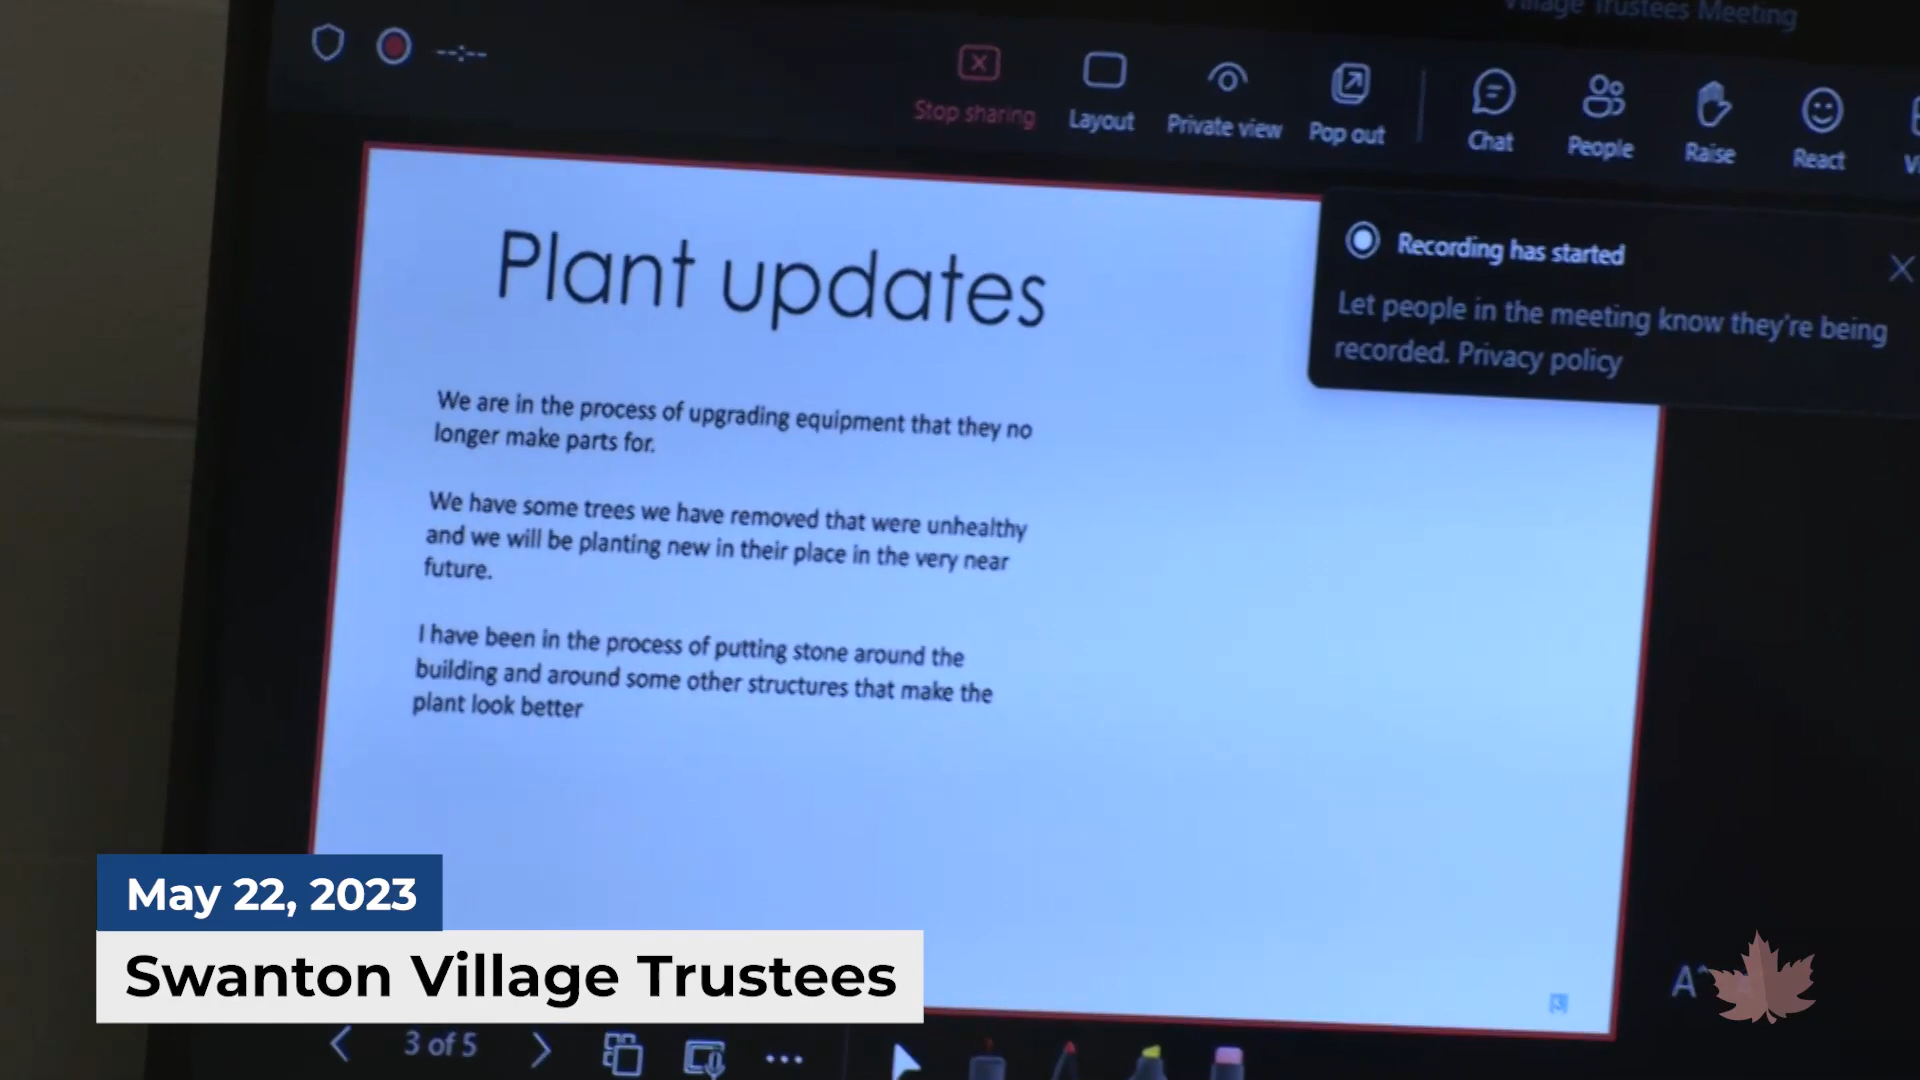 Village Trustees Meeting
--:--
Stop sharing
Layout
Private view
Pop out
Chat
People
Raise
React
Recording has started
Let people in the meeting know they're being
recorded. Privacy policy
Plant updates
We are in the process of upgrading equipment that they no
longer make parts for.
We have some trees we have removed that were unhealthy
and we will be planting new in their place in the very near
future.
I have been in the process of putting stone around the
building and around some other structures that make the
plant look better
3
May 22, 2023
Swanton Village Trustees
3 of 5